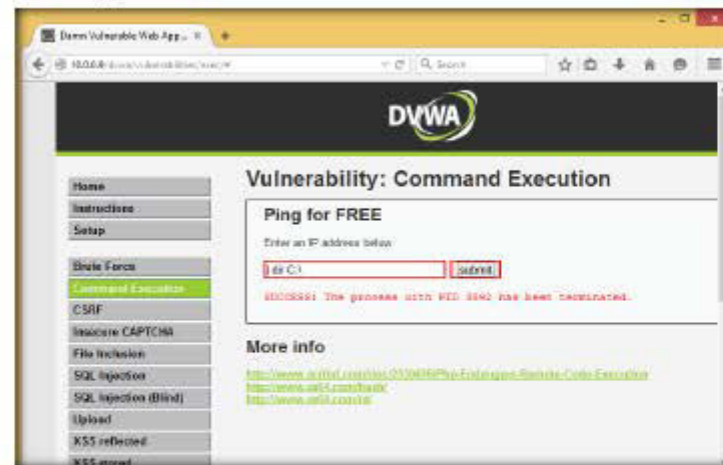 Damn Vulnerable Web App...
Search
DVWA
Home
Instructions
Setup
Brute Force
Command Execution
CSRF
Insecure CAPTCHA
File Inclusion
SQL Injection
SQL Injection (Blind)
Upload
XSS reflected
XSS stored
Vulnerability: Command Execution
Ping for FREE
Enter an IP address below
| dir C:\
submit
SUCCESS: The process with PID has been terminated.
More info